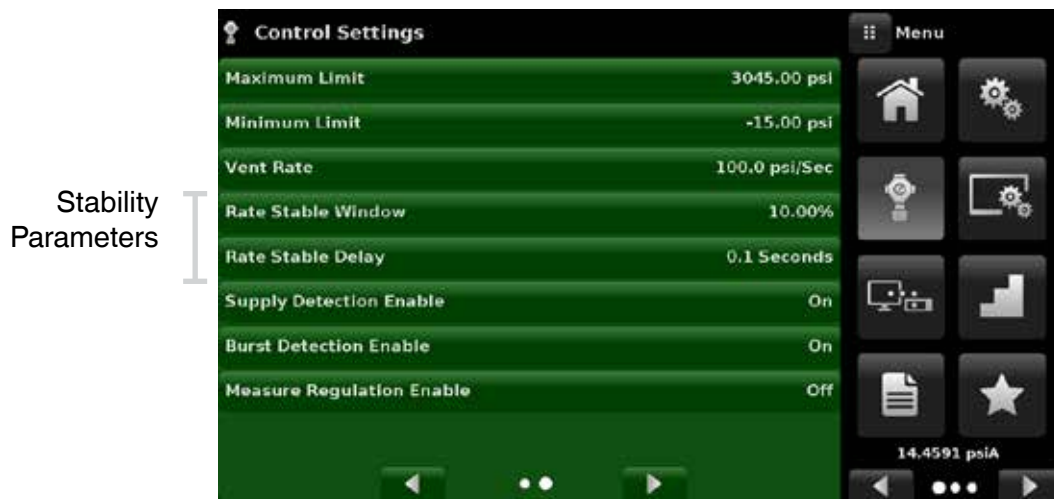 Control Settings
Menu
Maximum Limit 3045.00 psi
Minimum Limit -15.00 psi
Vent Rate 100.0 psi/Sec
Stability
Parameters
Rate Stable Window 10.00%
Rate Stable Delay 0.1 Seconds
Supply Detection Enable On
Burst Detection Enable On
Measure Regulation Enable Off
14.4591 psiA